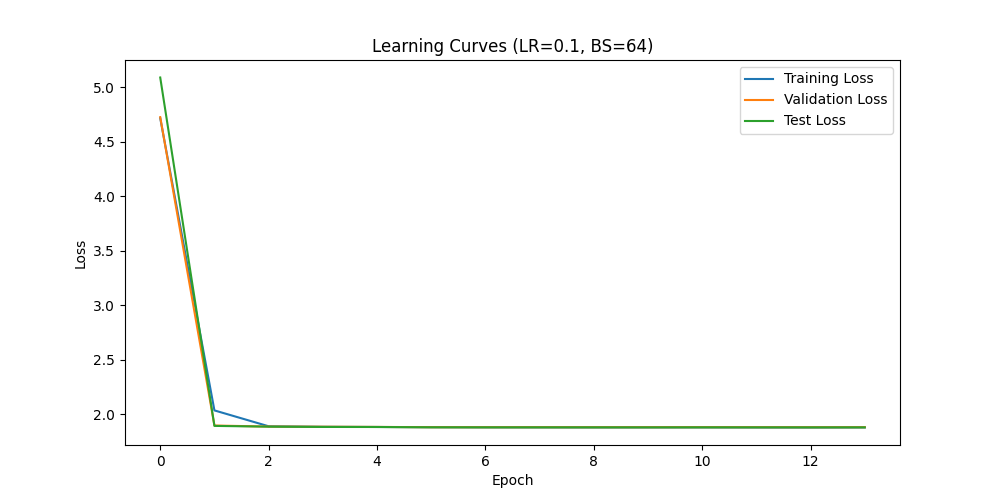 Learning Curves (LR=0.1, BS=64)
Training Loss
Validation Loss
Test Loss
5.0
4.5
4.0
3.5
3.0
2.5
2.0
Loss
0 2 4 6 8 10 12
Epoch